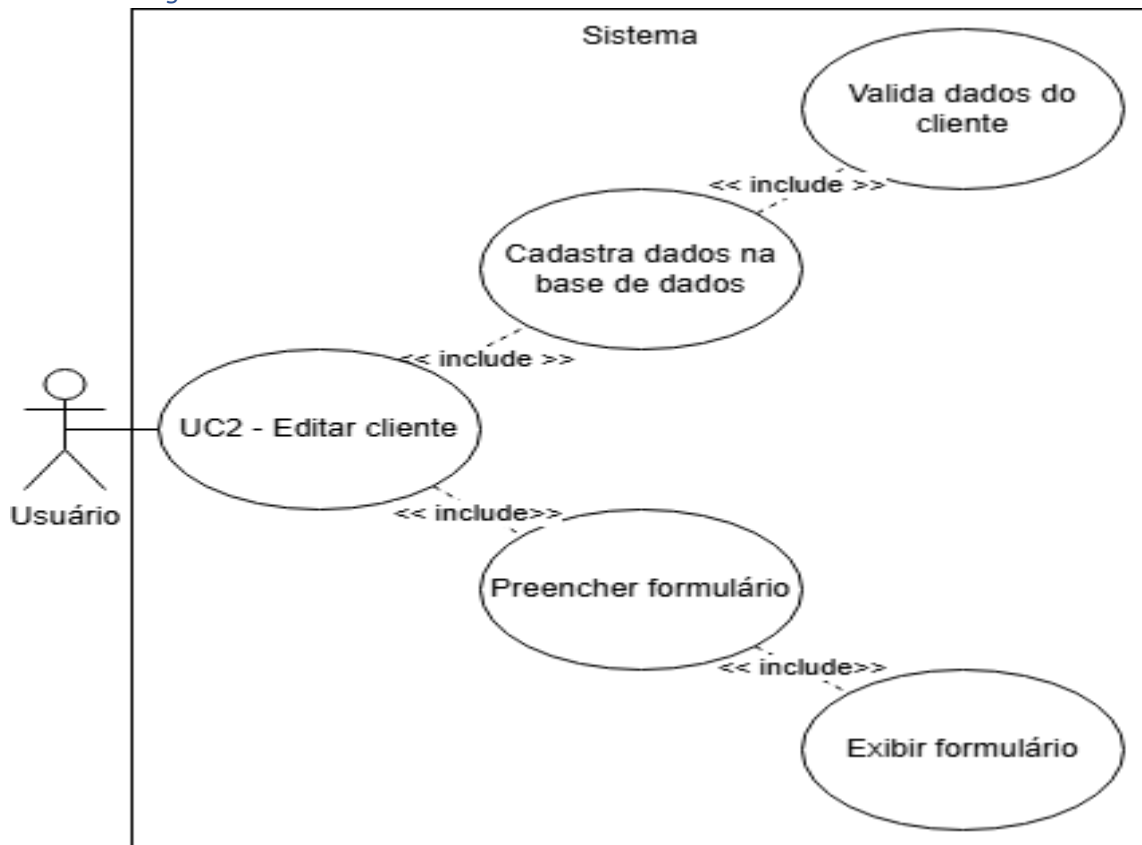 Sistema
Valida dados do
cliente
<< include >>
Cadastra dados na
base de dados
<< include >>
UC2 - Editar cliente
Usuário
<< include>>
Preencher formulário
<< include>>
Exibir formulário